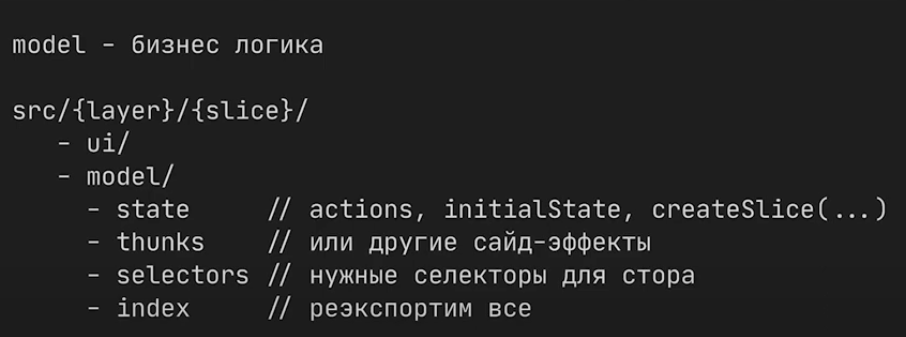 model - бизнес логика
src/{layer}/{slice}/
- ui/
- model/
- state // actions, initialState, createSlice(...)
- thunks // или другие сайд-эффекты
- selectors // нужные селекторы для стора
- index // реэкспортим все